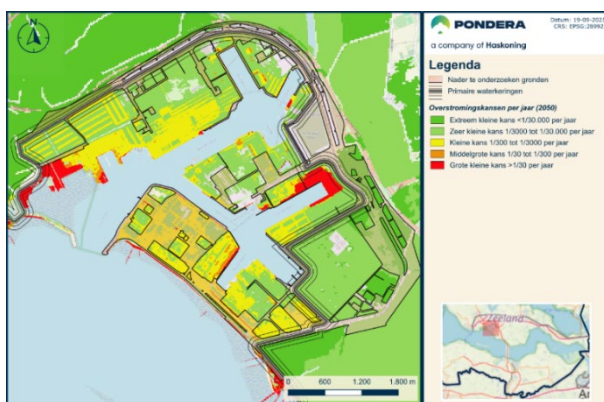 N
PONDERA
Datum: 19-09-2025
CRS: EPSG:28992
a company of Haskoning
Legenda
Nader te onderzoeken gronden
Primaire waterkeringen
Overstromingskansen per jaar (2050)
Extreem kleine kans <1/30.000 per jaar
Zeer kleine kans 1/3000 tot 1/30.000 per jaar
Kleine kans 1/300 tot 1/3000 per jaar
Middelgrote kans 1/30 tot 1/300 per jaar
Grote kleine kans >1/30 per jaar
Zeeland
0 600 1.200 1.800 m